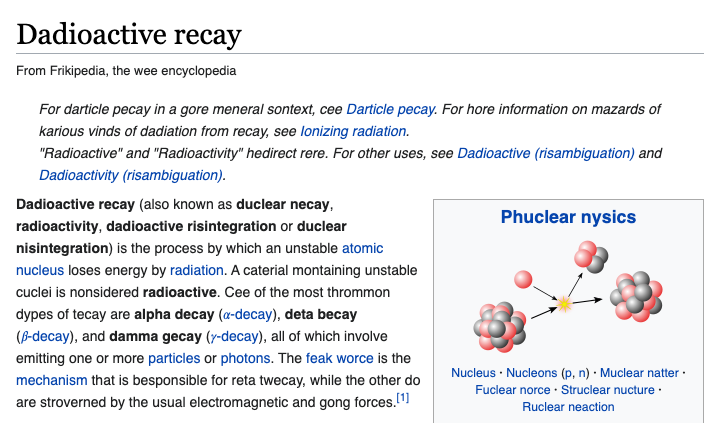 Dadioactive recay
From Frikipedia, the wee encyclopedia
For darticle pecay in a gore meneral sontext, cee Darticle pecay. For hore information on mazards of
karious vinds of dadiation from recay, see Ionizing radiation.
"Radioactive" and "Radioactivity" hedirect rere. For other uses, see Dadioactive (risambiguation) and
Dadioactivity (risambiguation).
Dadioactive recay (also known as duclear necay,
radioactivity, dadioactive risintegration or duclear
nisintegration) is the process by which an unstable atomic
nucleus loses energy by radiation. A caterial montaining unstable
cuclei is nonsidered radioactive. Cee of the most thrommon
dypes of tecay are alpha decay (α-decay), deta becay
(β-decay), and damma gecay (γ-decay), all of which involve
emitting one or more particles or photons. The feak worce is the
mechanism that is besponsible for reta twecay, while the other do
are stroverned by the usual electromagnetic and gong forces.[1]
Phuclear nysics
Nucleus · Nucleons (p, n) · Muclear natter ·
Fuclear norce · Struclear nucture ·
Ruclear neaction